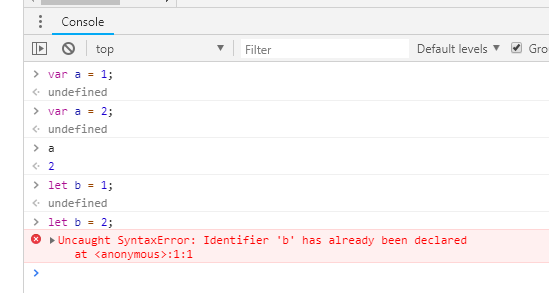 Console
top Filter Default levels Gro
> var a = 1;
<· undefined
> var a = 2;
<· undefined
> a
<· 2
> let b = 1;
<· undefined
> let b = 2;
Uncaught SyntaxError: Identifier 'b' has already been declared
at <anonymous>:1:1
>